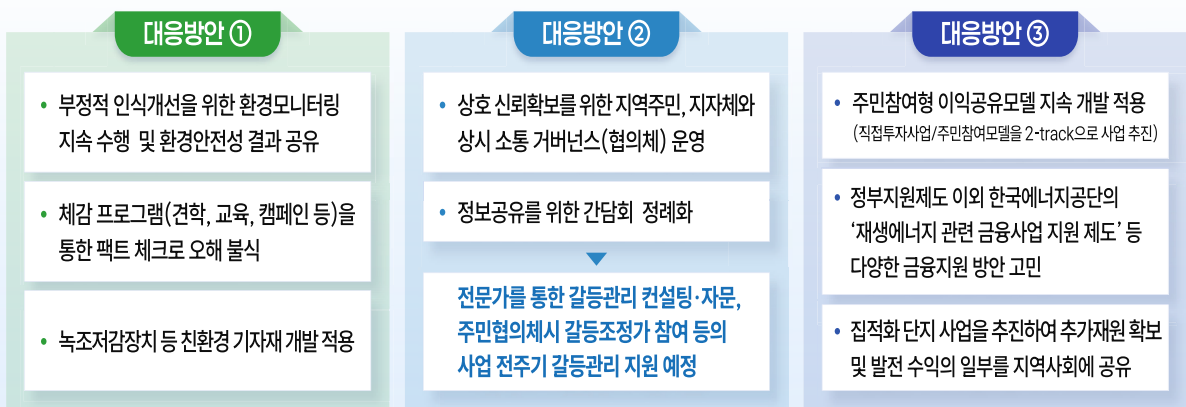 대응방안 ①
• 부정적 인식개선을 위한 환경모니터링
지속 수행 및 환경안전성 결과 공유
• 체감 프로그램(견학, 교육, 캠페인 등)을
통한 팩트 체크로 오해 불식
• 녹조저감장치 등 친환경 기자재 개발 적용
대응방안 ②
• 상호 신뢰확보를 위한 지역주민, 지자체와
상시 소통 거버넌스(협의체) 운영
• 정보공유를 위한 간담회 정례화
전문가를 통한 갈등관리 컨설팅·자문,
주민협의체시 갈등조정가 참여 등의
사업 전주기 갈등관리 지원 예정
대응방안 ③
• 주민참여형 이익공유모델 지속 개발 적용
(직접투자사업/주민참여모델을 2-track으로 사업 추진)
• 정부지원제도 이외 한국에너지공단의
‘재생에너지 관련 금융사업 지원 제도’ 등
다양한 금융지원 방안 고민
• 집적화 단지 사업을 추진하여 추가재원 확보
및 발전 수익의 일부를 지역사회에 공유